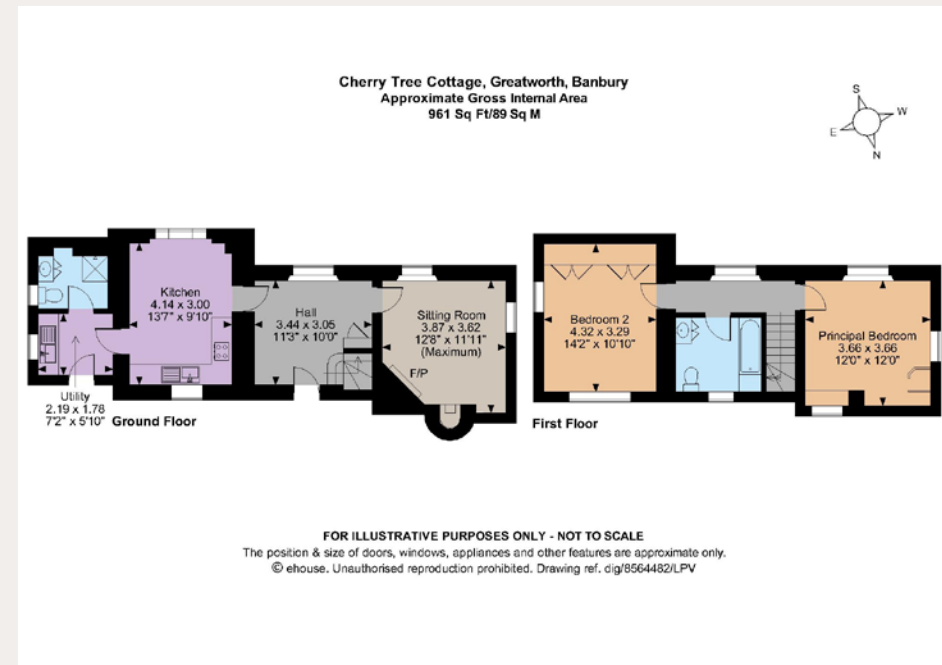 Cherry Tree Cottage, Greatworth, Banbury
Approximate Gross Internal Area
961 Sq Ft/89 Sq M
S
W
E
N
Kitchen
4.14 x 3.00
13'7" x 9'10"
Hall
3.44 x 3.05
11'3" x 10'0"
Sitting Room
3.87 x 3.62
12'8" x 11'11"
(Maximum)
F/P
Utility
2.19 x 1.78
7'2" x 5'10"
Ground Floor
Bedroom 2
4.32 x 3.29
14'2" x 10'10"
Principal Bedroom
3.66 x 3.66
12'0" x 12'0"
First Floor
FOR ILLUSTRATIVE PURPOSES ONLY - NOT TO SCALE
The position & size of doors, windows, appliances and other features are approximate only.
© ehouse. Unauthorised reproduction prohibited. Drawing ref. dig/8564482/LPV